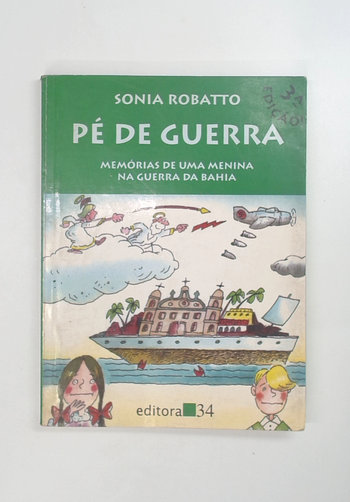 SONIA ROBATTO
3ª
EDIÇÃO
PÉ DE GUERRA
MEMÓRIAS DE UMA MENINA
NA GUERRA DA BAHIA
editora 34